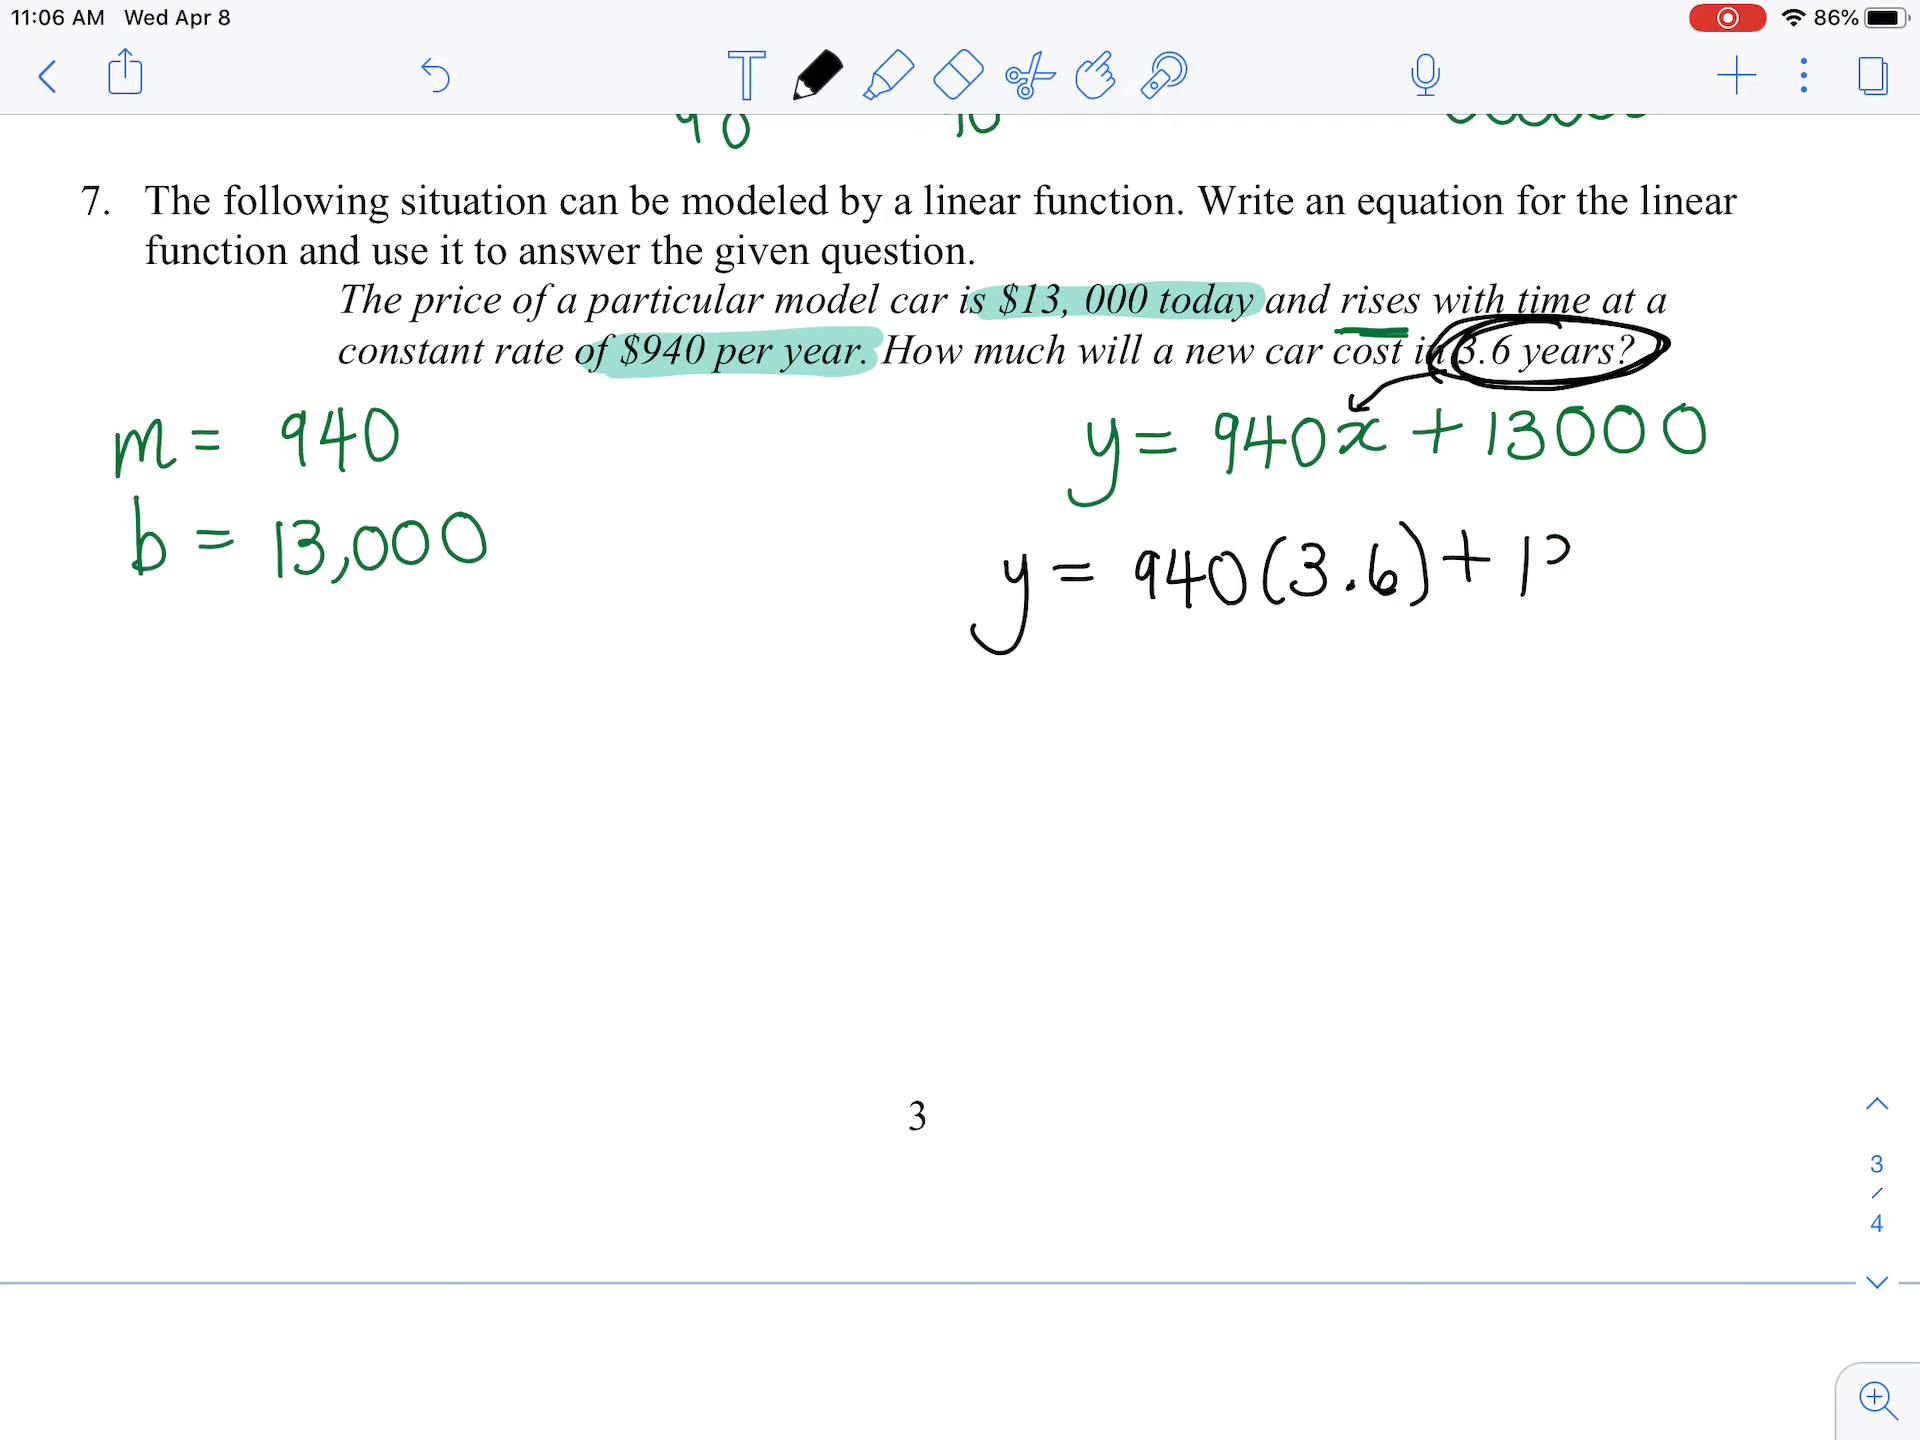 11:06 AM Wed Apr 8
86%
7. The following situation can be modeled by a linear function. Write an equation for the linear
function and use it to answer the given question.
The price of a particular model car is $13, 000 today and rises with time at a
constant rate of $940 per year. How much will a new car cost in 3.6 years?
m = 940
y = 940x + 13000
b = 13,000
y = 940(3.6) + 1
3
3
/
4